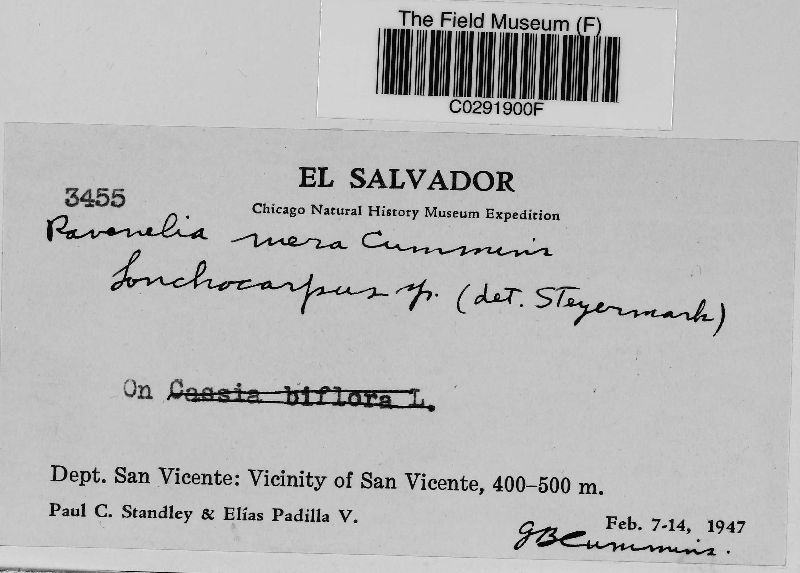 The Field Museum (F)
C0291900F
EL SALVADOR
3455
Chicago Natural History Museum Expedition
Ravenelia mera Cummins
Lonchocarpus sp. (det. Steyermark)
On Cassia biflora L.
Dept. San Vicente: Vicinity of San Vicente, 400–500 m.
Paul C. Standley & Elías Padilla V.
Feb. 7-14, 1947
GBCummins.